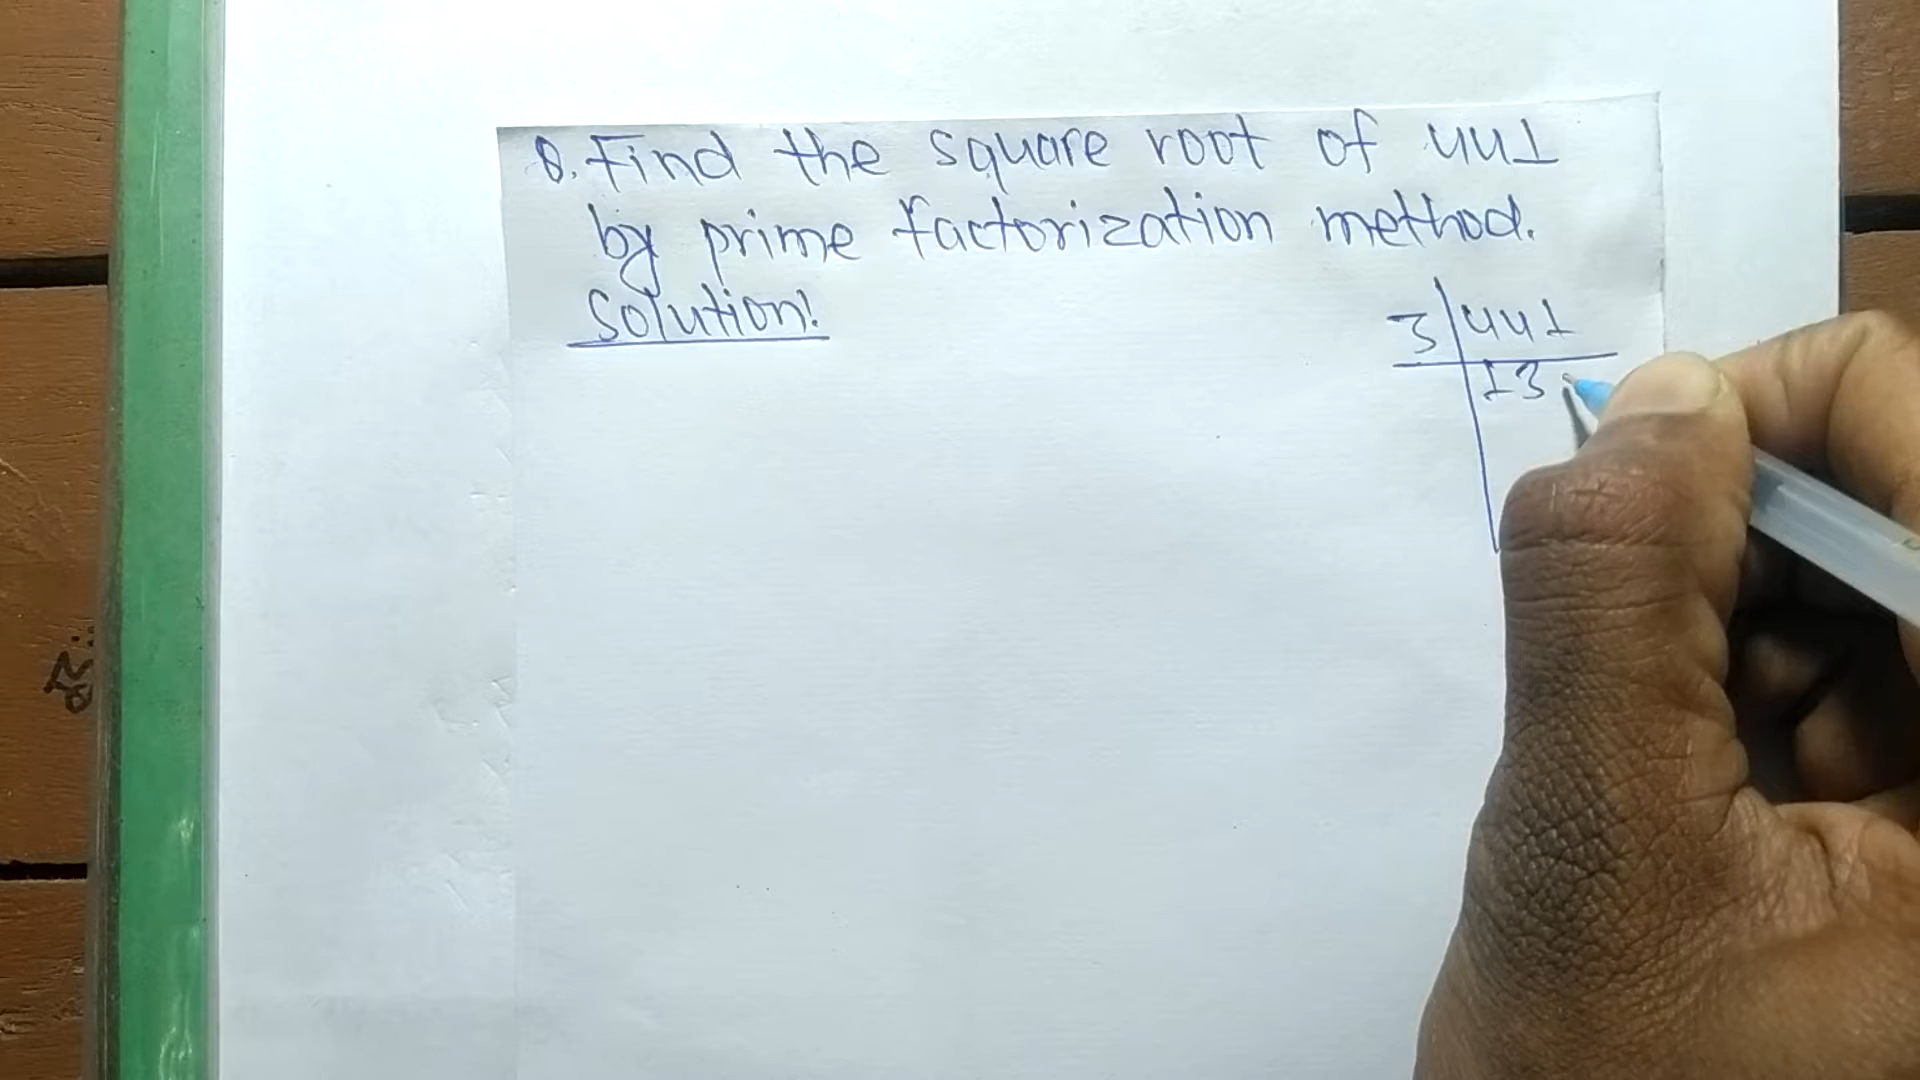 Q. Find the square root of 441
by prime factorization method.
Solution!
3 441
13